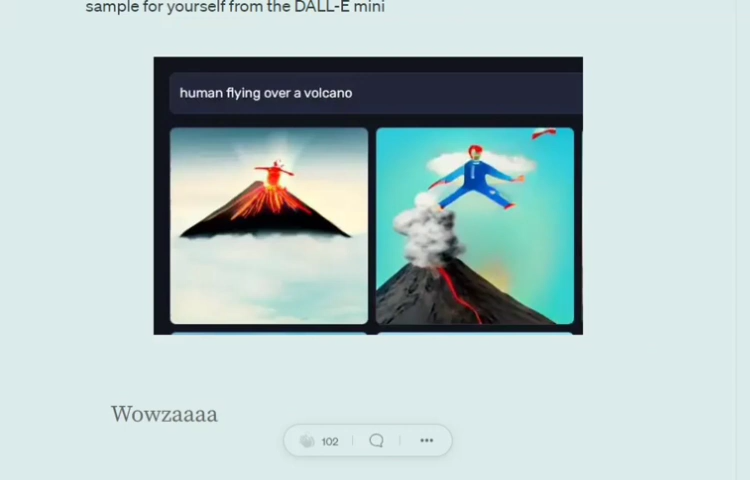 sample for yourself from the DALL-E mini
human flying over a volcano
Wowzaaaa
102